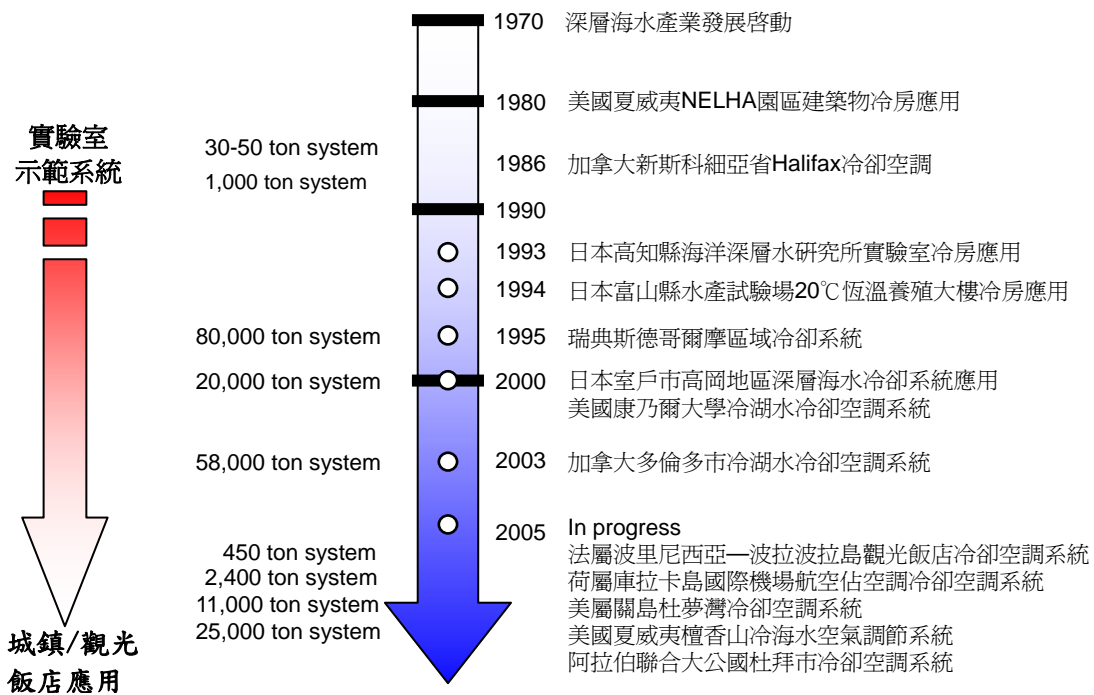 1970 深層海水產業發展啓動
1980 美國夏威夷NELHA園區建築物冷房應用
實驗室
示範系統
30-50 ton system
1,000 ton system
1986 加拿大新斯科細亞省Halifax冷卻空調
1990
1993 日本高知縣海洋深層水研究所實驗室冷房應用
1994 日本富山縣水產試驗場20℃恆溫養殖大樓冷房應用
80,000 ton system 1995 瑞典斯德哥爾摩區域冷卻系統
20,000 ton system 2000 日本室戶市高岡地區深層海水冷卻系統應用
美國康乃爾大學冷湖水冷卻空調系統
58,000 ton system 2003 加拿大多倫多市冷湖水冷卻空調系統
2005 In progress
450 ton system 法屬波里尼西亞—波拉波拉島觀光飯店冷卻空調系統
2,400 ton system 荷屬庫拉卡島國際機場航空佔空調冷卻空調系統
11,000 ton system 美屬關島杜夢灣冷卻空調系統
25,000 ton system 美國夏威夷檀香山冷海水空氣調節系統
阿拉伯聯合大公國杜拜市冷卻空調系統
城鎮/觀光
飯店應用